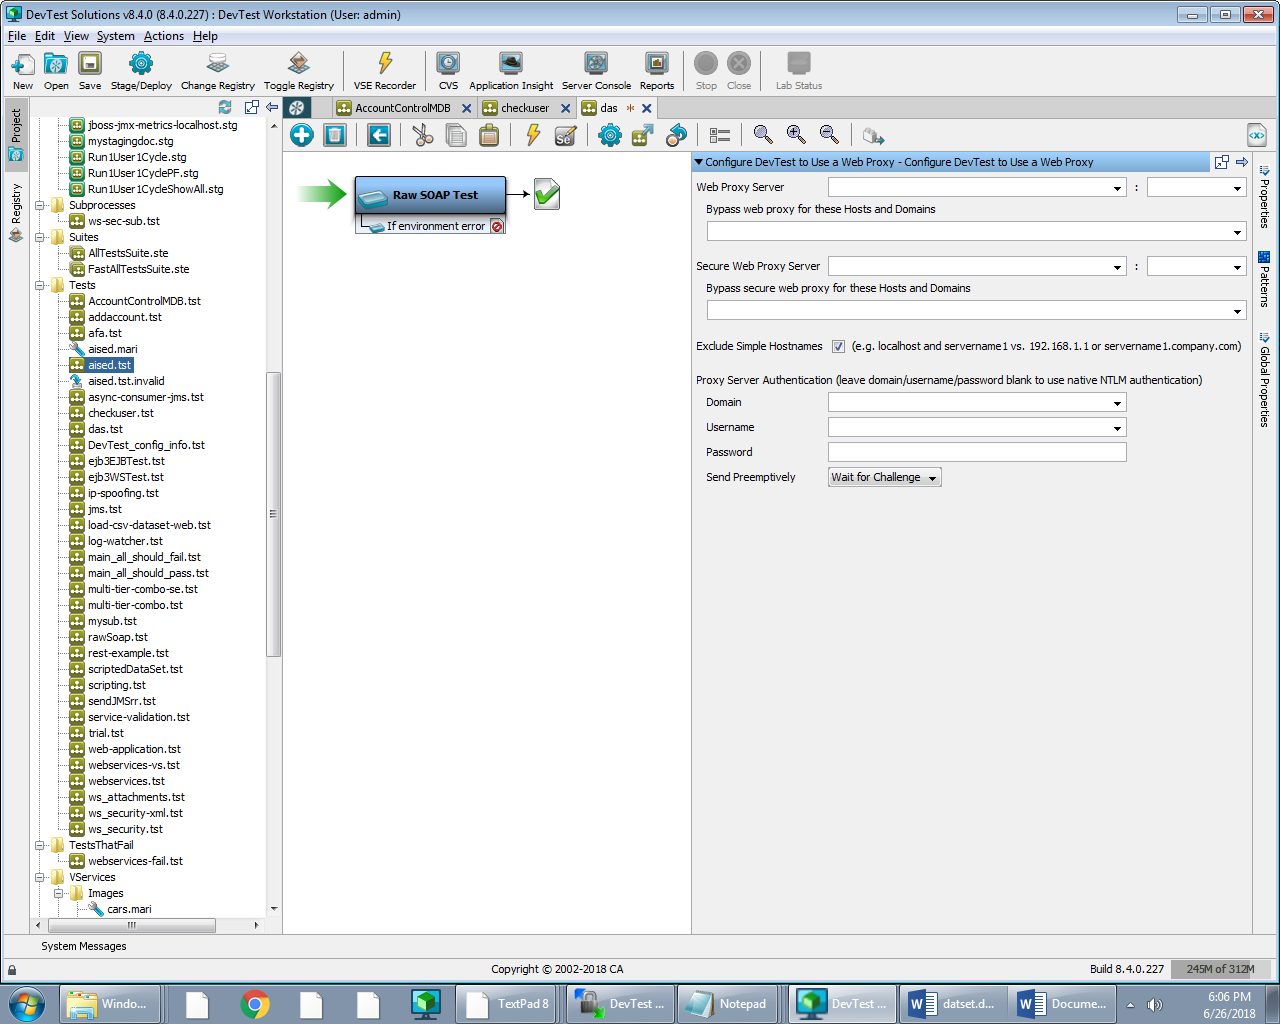 DevTest Solutions v8.4.0 (8.4.0.227) : DevTest Workstation (User: admin)
File Edit View System Actions Help
New Open Save Stage/Deploy Change Registry Toggle Registry VSE Recorder CVS Application Insight Server Console Reports Stop Close Lab Status
Project
Registry
AccountControlMDB checkuser das
jboss-jmx-metrics-localhost.stg
mystagingdoc.stg
Run1User1Cycle.stg
Run1User1CyclePF.stg
Run1User1CycleShowAll.stg
Subprocesses
ws-sec-sub.tst
Suites
AllTestsSuite.ste
FastAllTestsSuite.ste
Tests
AccountControlMDB.tst
addaccount.tst
afa.tst
aised.mari
aised.tst
aised.tst.invalid
async-consumer-jms.tst
checkuser.tst
das.tst
DevTest_config_info.tst
ejb3EJBTest.tst
ejb3WSTest.tst
ip-spoofing.tst
jms.tst
load-csv-dataset-web.tst
log-watcher.tst
main_all_should_fail.tst
main_all_should_pass.tst
multi-tier-combo-se.tst
multi-tier-combo.tst
mysub.tst
rawSoap.tst
rest-example.tst
scriptedDataSet.tst
scripting.tst
sendJMSrr.tst
service-validation.tst
trial.tst
web-application.tst
webservices-vs.tst
webservices.tst
ws_attachments.tst
ws_security-xml.tst
ws_security.tst
TestsThatFail
webservices-fail.tst
VServices
Images
cars.mari
Se
Raw SOAP Test
If environment error
Configure DevTest to Use a Web Proxy - Configure DevTest to Use a Web Proxy
Web Proxy Server :
Bypass web proxy for these Hosts and Domains
Secure Web Proxy Server :
Bypass secure web proxy for these Hosts and Domains
Exclude Simple Hostnames (e.g. localhost and servername1 vs. 192.168.1.1 or servername1.company.com)
Proxy Server Authentication (leave domain/username/password blank to use native NTLM authentication)
Domain
Username
Password
Send Preemptively Wait for Challenge
Properties
Patterns
Global Properties
System Messages
Copyright © 2002-2018 CA
Build 8.4.0.227 245M of 312M
Windo... TextPad 8 DevTest ... Notepad DevTest ... datset.d... Docume...
6:06 PM
6/26/2018